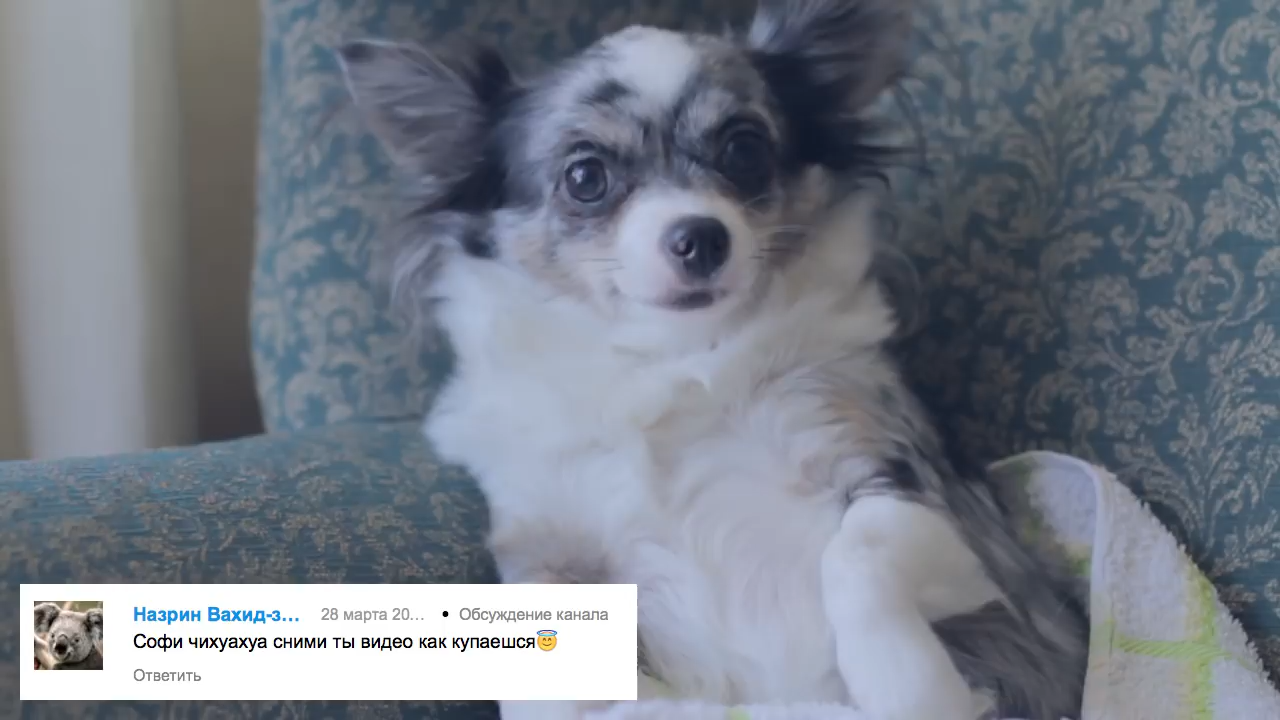 Назрин Вахид-з... 28 марта 20... • Обсуждение канала
Софи чихуахуа сними ты видео как купаешся😇
Ответить